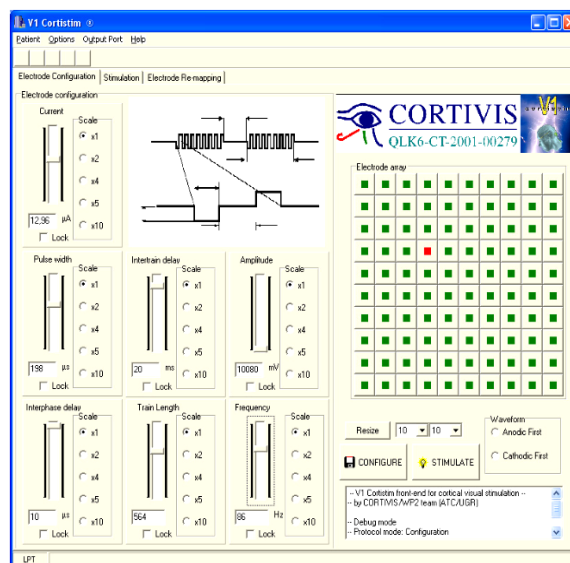 V1 Cortistim ®
Patient Options Output Port Help
Electrode Configuration Stimulation Electrode Re-mapping
Electrode configuration
Current
Scale
x1
x2
x4
x5
x10
12,96 µA
Lock
CORTIVIS
QLK6-CT-2001-00279
V1
Electrode array
Pulse width
Scale
x1
x2
x4
x5
x10
198 µs
Lock
Intertrain delay
Scale
x1
x2
x4
x5
x10
20 ms
Lock
Amplitude
Scale
x1
x2
x4
x5
x10
10080 mV
Lock
Interphase delay
Scale
x1
x2
x4
x5
x10
10 µs
Lock
Train Length
Scale
x1
x2
x4
x5
x10
564
Lock
Frequency
Scale
x1
x2
x4
x5
x10
86 Hz
Lock
Resize 10 10
Waveform
Anodic First
Cathodic First
CONFIGURE STIMULATE
-- V1 Cortistim front-end for cortical visual stimulation --
-- by CORTIVIS/WP2 team (ATC/UGR)
-- Debug mode
-- Protocol mode: Configuration
LPT